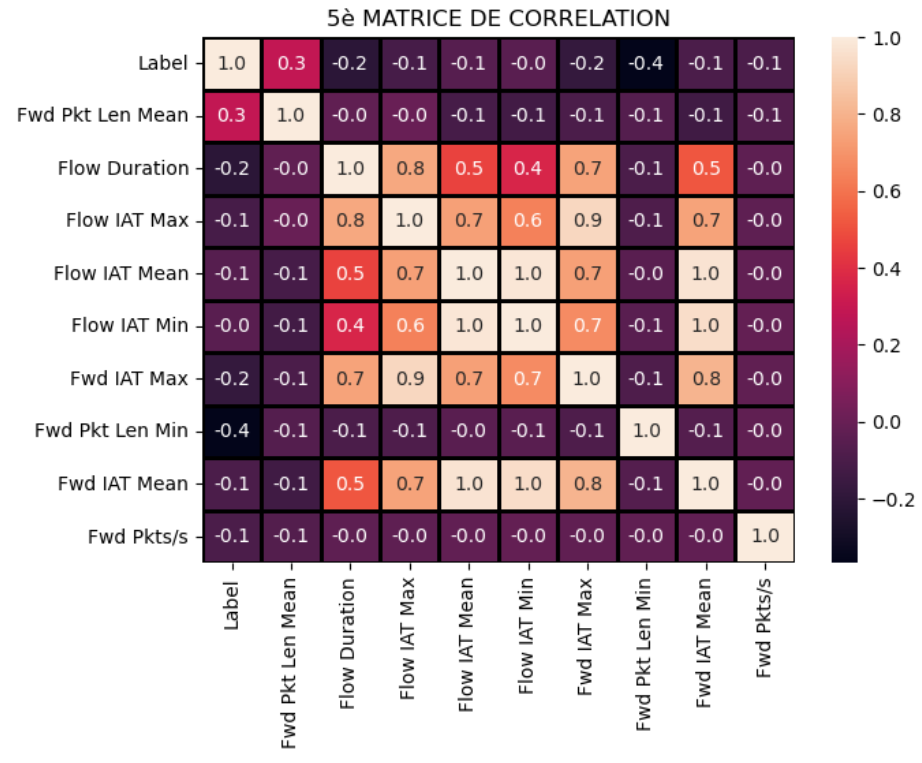 5è MATRICE DE CORRELATION
Label 1.0 0.3 -0.2 -0.1 -0.1 -0.0 -0.2 -0.4 -0.1 -0.1
Fwd Pkt Len Mean 0.3 1.0 -0.0 -0.0 -0.1 -0.1 -0.1 -0.1 -0.1 -0.1
Flow Duration -0.2 -0.0 1.0 0.8 0.5 0.4 0.7 -0.1 0.5 -0.0
Flow IAT Max -0.1 -0.0 0.8 1.0 0.7 0.6 0.9 -0.1 0.7 -0.0
Flow IAT Mean -0.1 -0.1 0.5 0.7 1.0 1.0 0.7 -0.0 1.0 -0.0
Flow IAT Min -0.0 -0.1 0.4 0.6 1.0 1.0 0.7 -0.1 1.0 -0.0
Fwd IAT Max -0.2 -0.1 0.7 0.9 0.7 0.7 1.0 -0.1 0.8 -0.0
Fwd Pkt Len Min -0.4 -0.1 -0.1 -0.1 -0.0 -0.1 -0.1 1.0 -0.1 -0.0
Fwd IAT Mean -0.1 -0.1 0.5 0.7 1.0 1.0 0.8 -0.1 1.0 -0.0
Fwd Pkts/s -0.1 -0.1 -0.0 -0.0 -0.0 -0.0 -0.0 -0.0 -0.0 1.0
Label
Fwd Pkt Len Mean
Flow Duration
Flow IAT Max
Flow IAT Mean
Flow IAT Min
Fwd IAT Max
Fwd Pkt Len Min
Fwd IAT Mean
Fwd Pkts/s
1.0
0.8
0.6
0.4
0.2
0.0
−0.2